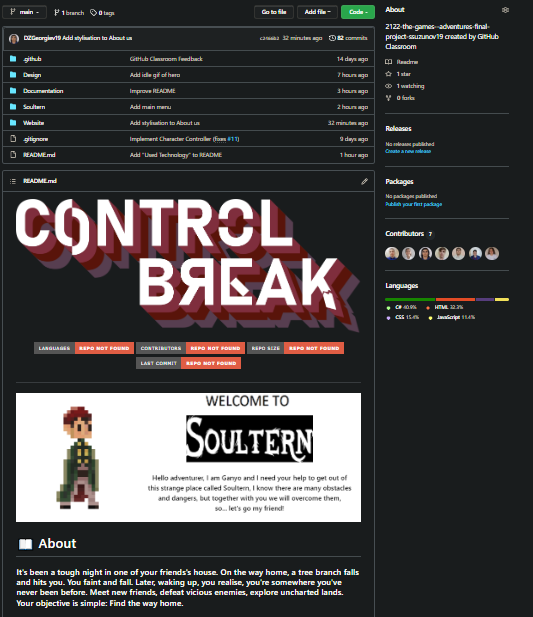 main
1 branch
0 tags
Go to file
Add file
Code
DZGeorgiev19 Add stylisation to About us
32 minutes ago
82 commits
.github
GitHub Classroom Feedback
14 days ago
Design
Add idle gif of hero
7 hours ago
Documentation
Improve README
3 hours ago
Soultern
Add main menu
2 hours ago
Website
Add stylisation to About us
32 minutes ago
.gitignore
Implement Character Controller (fixes #11)
9 days ago
README.md
Add "Used Technology" to README
1 hour ago
README.md
CONTROL
BREAK
LANGUAGES REPO NOT FOUND
CONTRIBUTORS REPO NOT FOUND
REPO SIZE REPO NOT FOUND
LAST COMMIT REPO NOT FOUND
WELCOME TO
SOULTERN
Hello adventurer, I am Ganyo and I need your help to get out of
this strange place called Soultern, I know there are many obstacles
and dangers, but together with you we will overcome them,
so... let's go my friend!
About
It's been a tough night in one of your friends's house. On the way home, a tree branch falls
and hits you. You faint and fall. Later, waking up, you realise, you're somewhere you've
never been before. Meet new friends, defeat vicious enemies, explore uncharted lands.
Your objective is simple: Find the way home.
About
2122-the-games--adventures-final-
project-ssuzunov19 created by GitHub
Classroom
Readme
1 star
1 watching
0 forks
Releases
No releases published
Create a new release
Packages
No packages published
Publish your first package
Contributors 7
Languages
C# 40.9%
HTML 32.3%
CSS 15.4%
JavaScript 11.4%